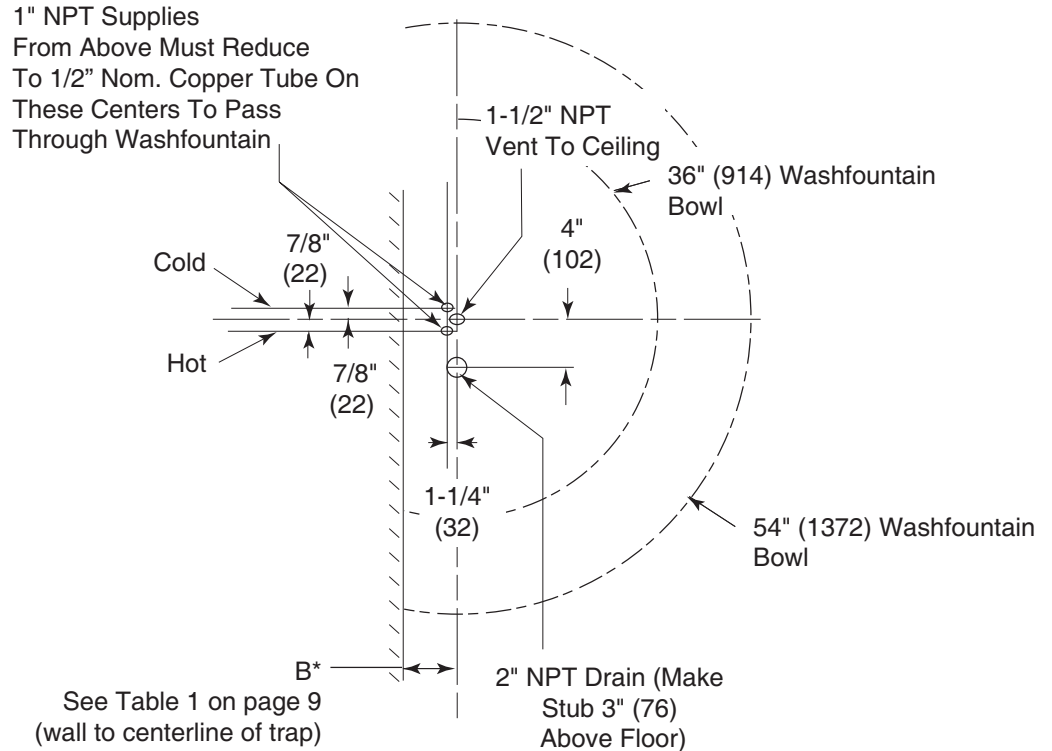 1" NPT Supplies
From Above Must Reduce
To 1/2” Nom. Copper Tube On
These Centers To Pass
Through Washfountain
1-1/2" NPT
Vent To Ceiling
36" (914) Washfountain
Bowl
4"
(102)
7/8"
(22)
Cold
Hot
7/8"
(22)
1-1/4"
(32)
54" (1372) Washfountain
Bowl
B*
See Table 1 on page 9
(wall to centerline of trap)
2" NPT Drain (Make
Stub 3" (76)
Above Floor)